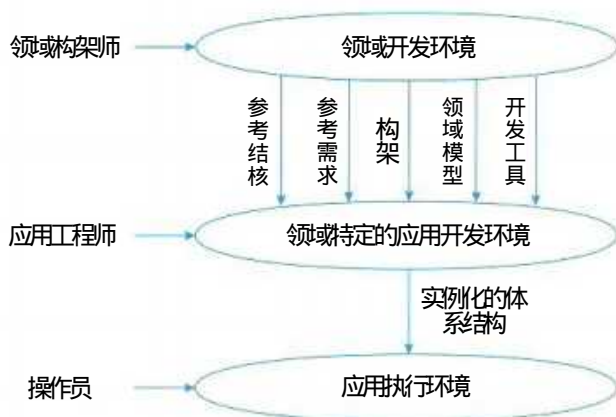 领域构架师
领域开发环境
参考结核
参考需求
构架
领域模型
开发工具
应用工程师
领域特定的应用开发环境
实例化的体
系结构
操作员
应用执行环境